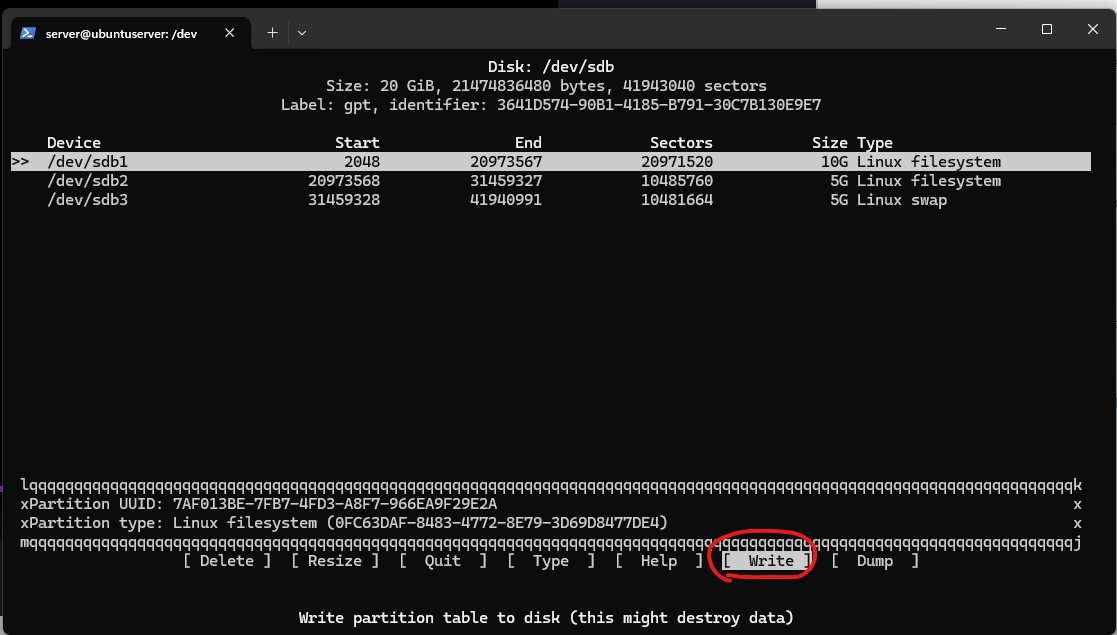 server@ubuntuserver: /dev
Disk: /dev/sdb
Size: 20 GiB, 21474836480 bytes, 41943040 sectors
Label: gpt, identifier: 3641D574-90B1-4185-B791-30C7B130E9E7
Device Start End Sectors Size Type
>> /dev/sdb1 2048 20973567 20971520 10G Linux filesystem
/dev/sdb2 20973568 31459327 10485760 5G Linux filesystem
/dev/sdb3 31459328 41940991 10481664 5G Linux swap
lqqqqqqqqqqqqqqqqqqqqqqqqqqqqqqqqqqqqqqqqqqqqqqqqqqqqqqqqqqqqqqqqqqqqqqqqqqqqqqqqqqqqqqqqqqqqqqqqqqqqqqqqqqqqqqqqqqqqk
xPartition UUID: 7AF013BE-7FB7-4FD3-A8F7-966EA9F29E2A x
xPartition type: Linux filesystem (0FC63DAF-8483-4772-8E79-3D69D8477DE4) x
mqqqqqqqqqqqqqqqqqqqqqqqqqqqqqqqqqqqqqqqqqqqqqqqqqqqqqqqqqqqqqqqqqqqqqqqqqqqqqqqqqqqqqqqqqqqqqqqqqqqqqqqqqqqqqqqqqqqqj
[ Delete ] [ Resize ] [ Quit ] [ Type ] [ Help ] [ Write ] [ Dump ]
Write partition table to disk (this might destroy data)